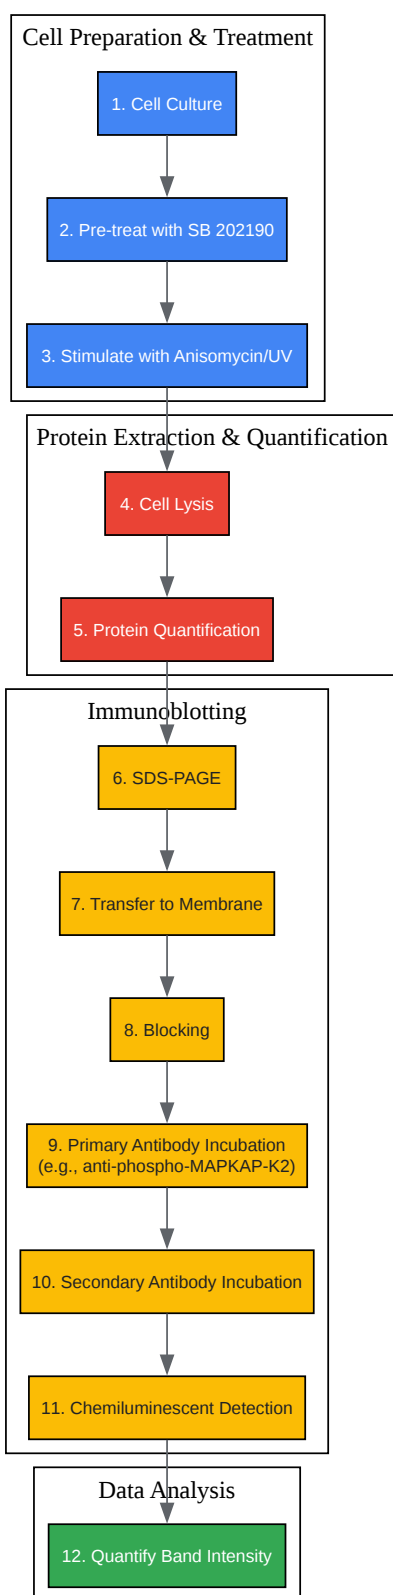 Cell Preparation & Treatment
1. Cell Culture
2. Pre-treat with SB 202190
3. Stimulate with Anisomycin/UV
Protein Extraction & Quantification
4. Cell Lysis
5. Protein Quantification
Immunoblotting
6. SDS-PAGE
7. Transfer to Membrane
8. Blocking
9. Primary Antibody Incubation
(e.g., anti-phospho-MAPKAP-K2)
10. Secondary Antibody Incubation
11. Chemiluminescent Detection
Data Analysis
12. Quantify Band Intensity